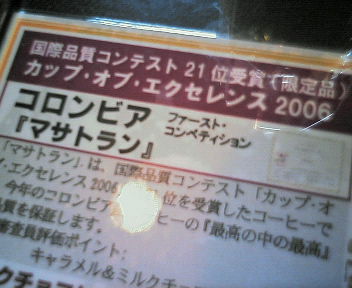 国際品質コンテスト 21位受賞(限定品)
カップ・オブ・エクセレンス 2006
コロンビア ファースト・
『マサトラン』 コンペティション
「マサトラン」は、国際品質コンテスト「カップ・オ
ブ・エクセレンス 2006 位を受賞したコーヒーで
今年のコロンビア ヒーの『最高の中の最高』
質を保証します。
審査員評価ポイント:
キャラメル&ミルクチョ